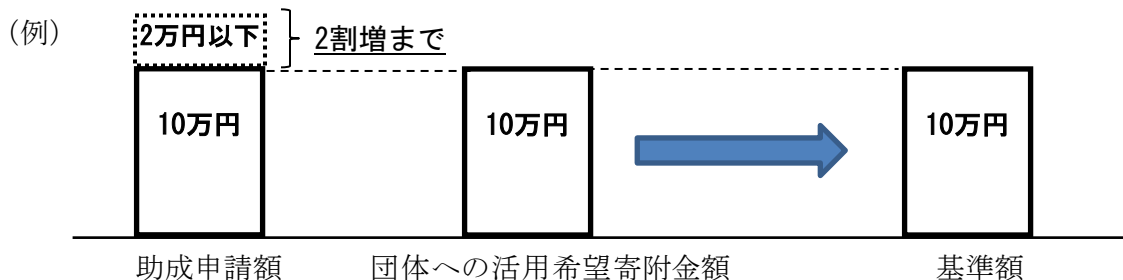 （例）
2万円以下
2割増まで
10万円
10万円
10万円
助成申請額
団体への活用希望寄附金額
基準額